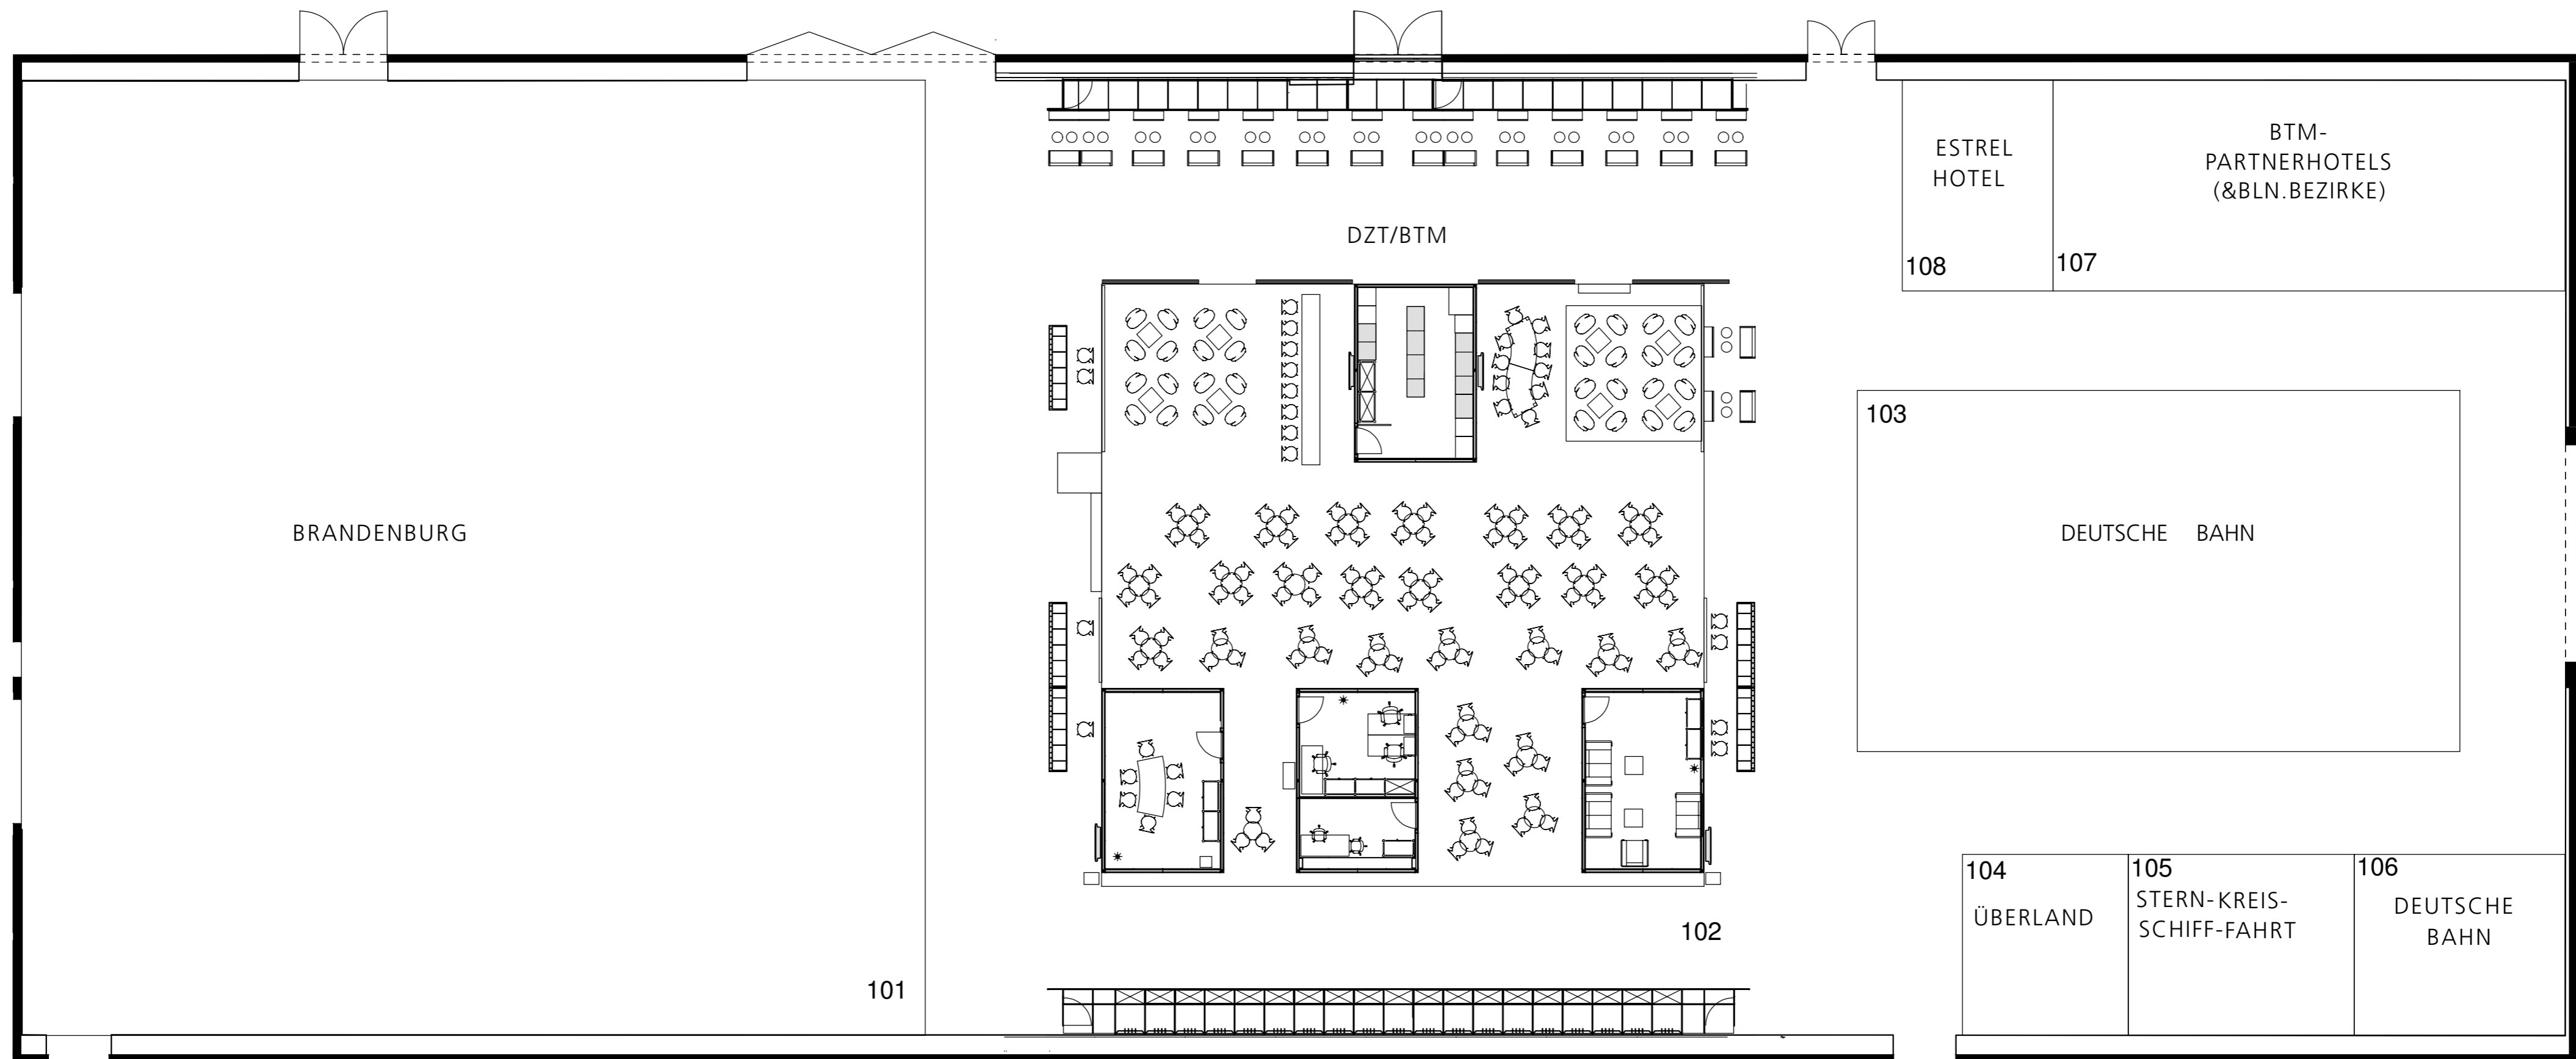 ESTREL
HOTEL
108
BTM-
PARTNERHOTELS
(&BLN.BEZIRKE)
107
DZT/BTM
103
DEUTSCHE BAHN
BRANDENBURG
104
ÜBERLAND
105
STERN-KREIS-
SCHIFF-FAHRT
106
DEUTSCHE
BAHN
102
101